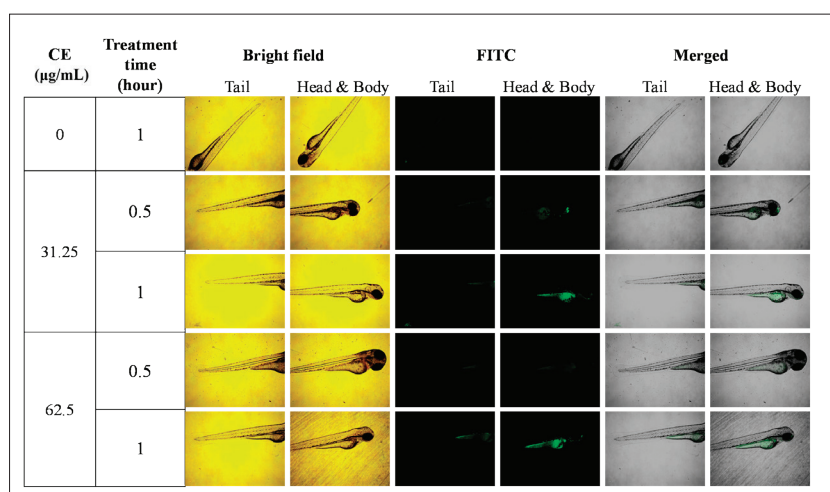 CE
(µg/mL)
Treatment
time
(hour)
Bright field
FITC
Merged
Tail
Head & Body
Tail
Head & Body
Tail
Head & Body
0
1
31.25
0.5
1
62.5
0.5
1